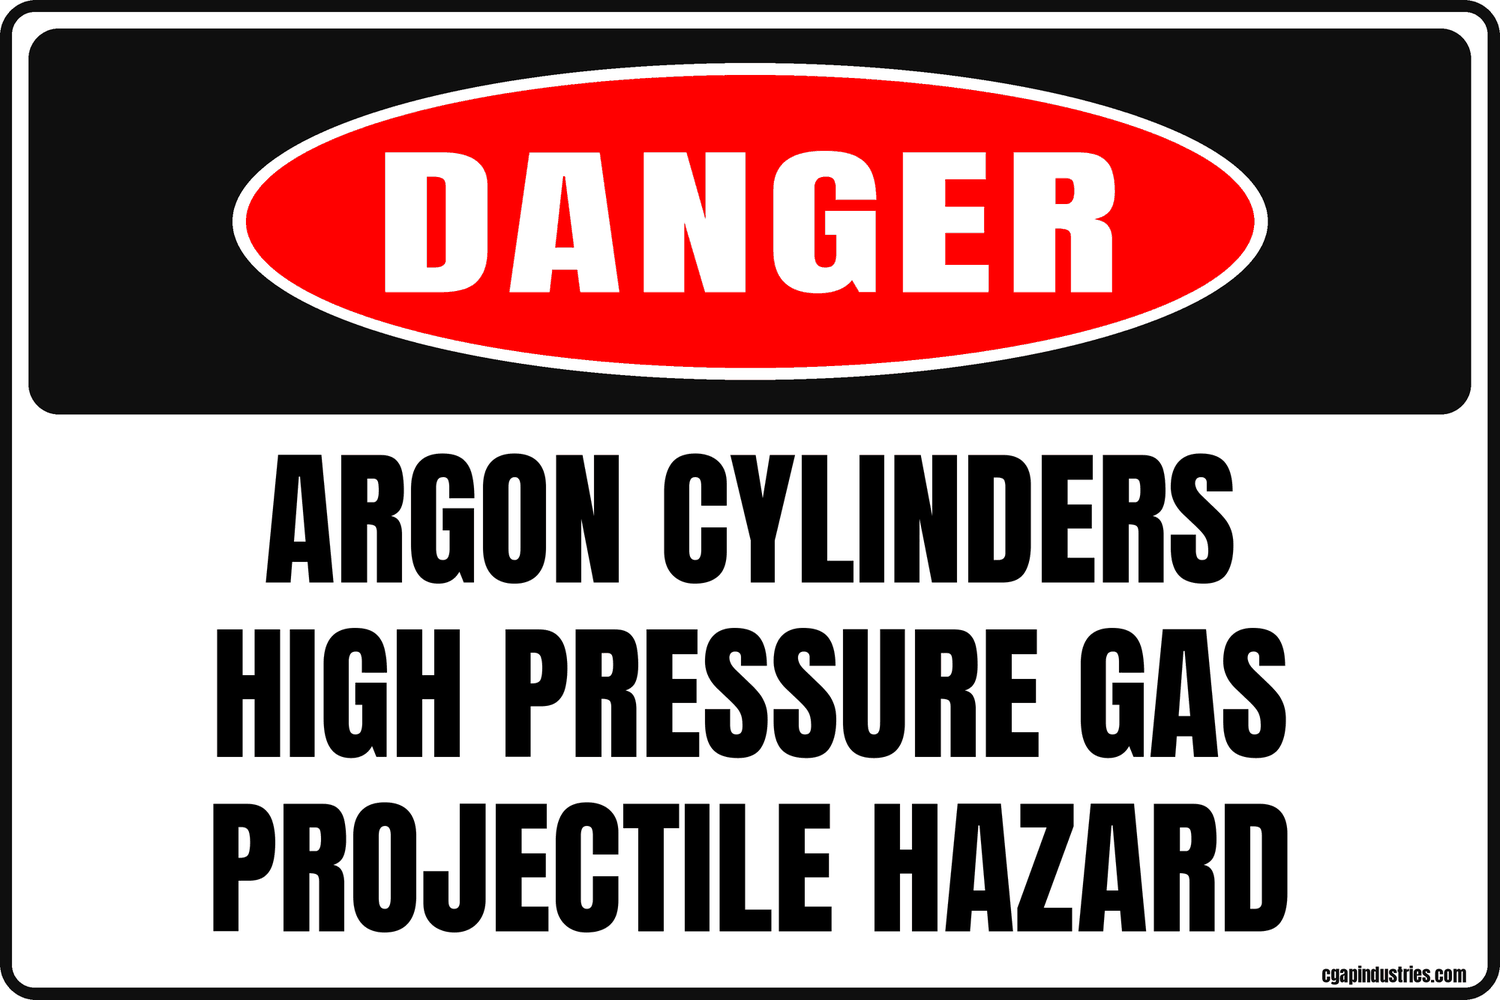 DANGER
ARGON CYLINDERS
HIGH PRESSURE GAS
PROJECTILE HAZARD
cgapindustries.com